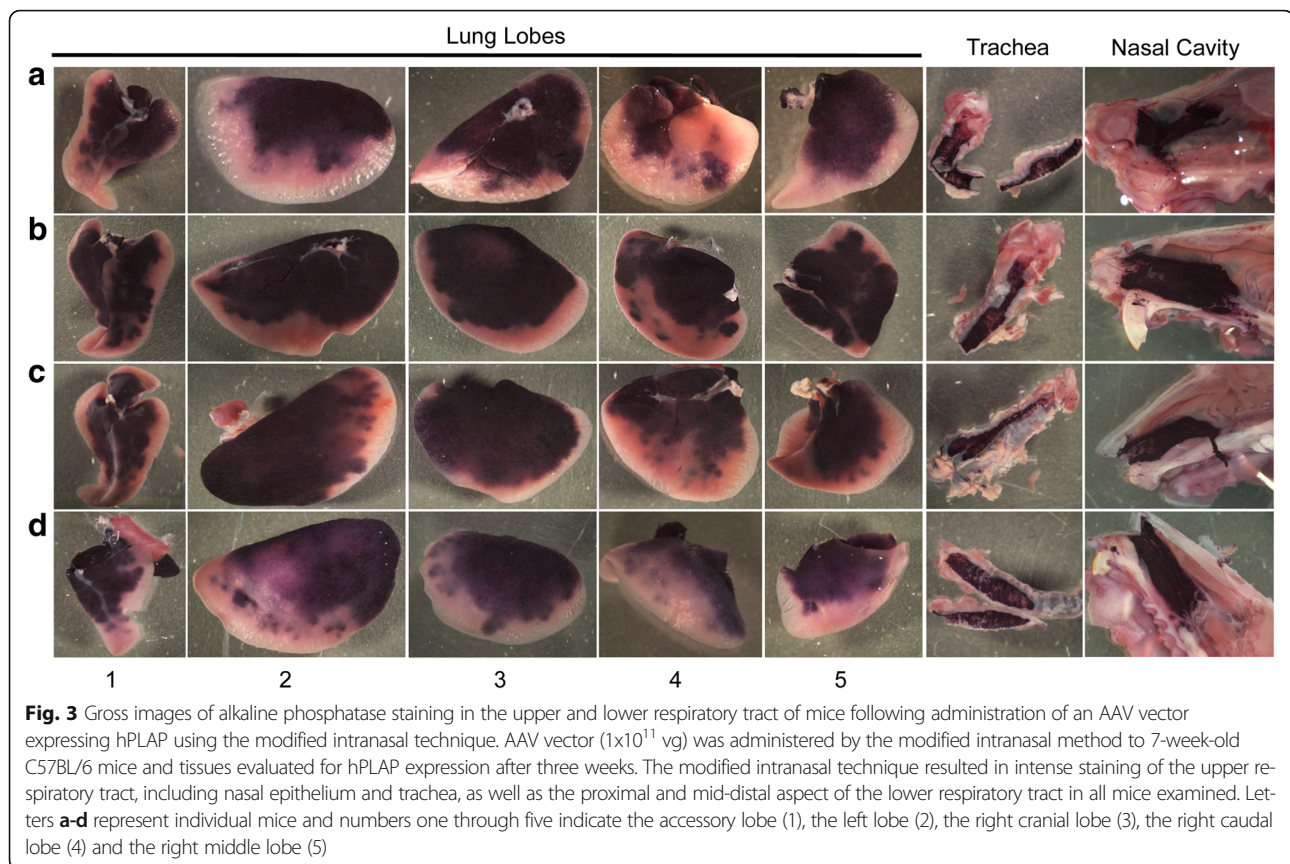 Lung Lobes
Trachea
Nasal Cavity
a
b
c
d
1 2 3 4 5
Fig. 3 Gross images of alkaline phosphatase staining in the upper and lower respiratory tract of mice following administration of an AAV vector
expressing hPLAP using the modified intranasal technique. AAV vector (1x10¹¹ vg) was administered by the modified intranasal method to 7-week-old
C57BL/6 mice and tissues evaluated for hPLAP expression after three weeks. The modified intranasal technique resulted in intense staining of the upper re-
spiratory tract, including nasal epithelium and trachea, as well as the proximal and mid-distal aspect of the lower respiratory tract in all mice examined. Let-
ters a-d represent individual mice and numbers one through five indicate the accessory lobe (1), the left lobe (2), the right cranial lobe (3), the right caudal
lobe (4) and the right middle lobe (5)